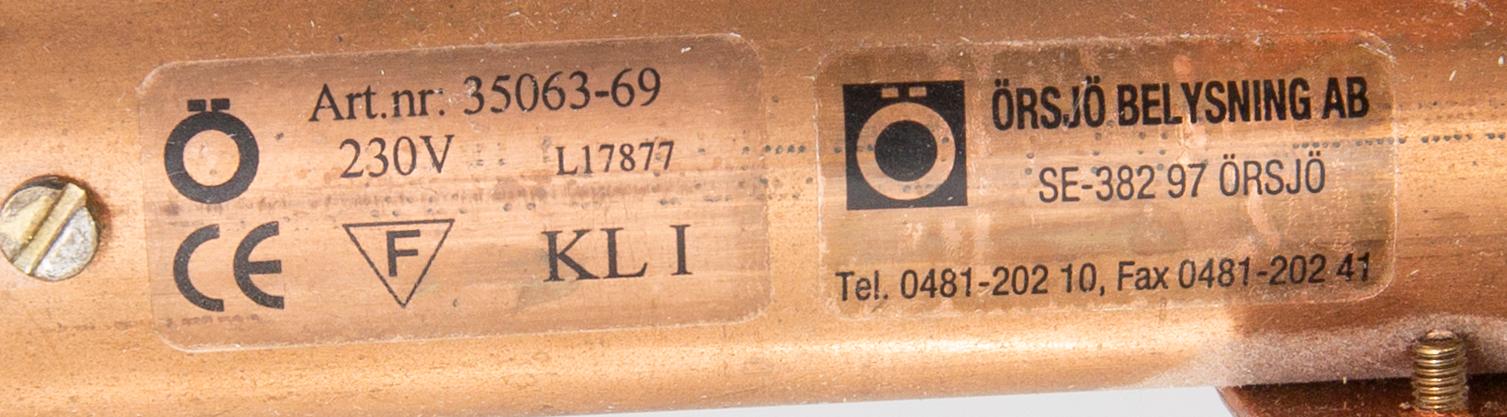 Ö Art.nr: 35063-69
230V L17877
CE F KL I
ÖRSJÖ BELYSNING AB
SE-382 97 ÖRSJÖ
Tel. 0481-202 10, Fax 0481-202 41